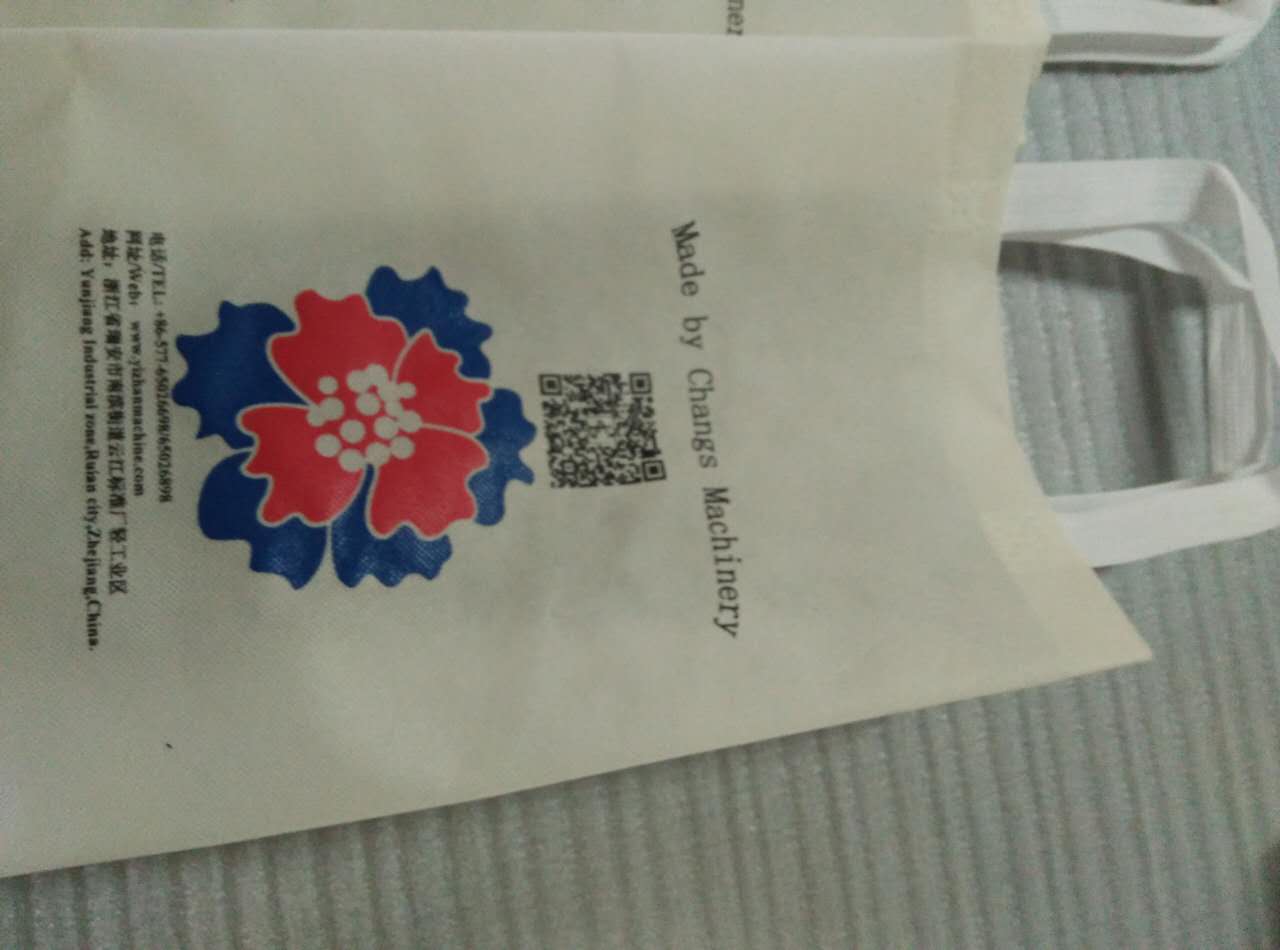 Made by Changs Machinery
电话/TEL: +86-577-65026698/65026898
网址/Web: www.yizhanmachine.com
地址：浙江省瑞安市南滨街道云江标准厂轻工业区
Add: Yunjiang Industrial zone,Ruian city,Zhejiang,China.